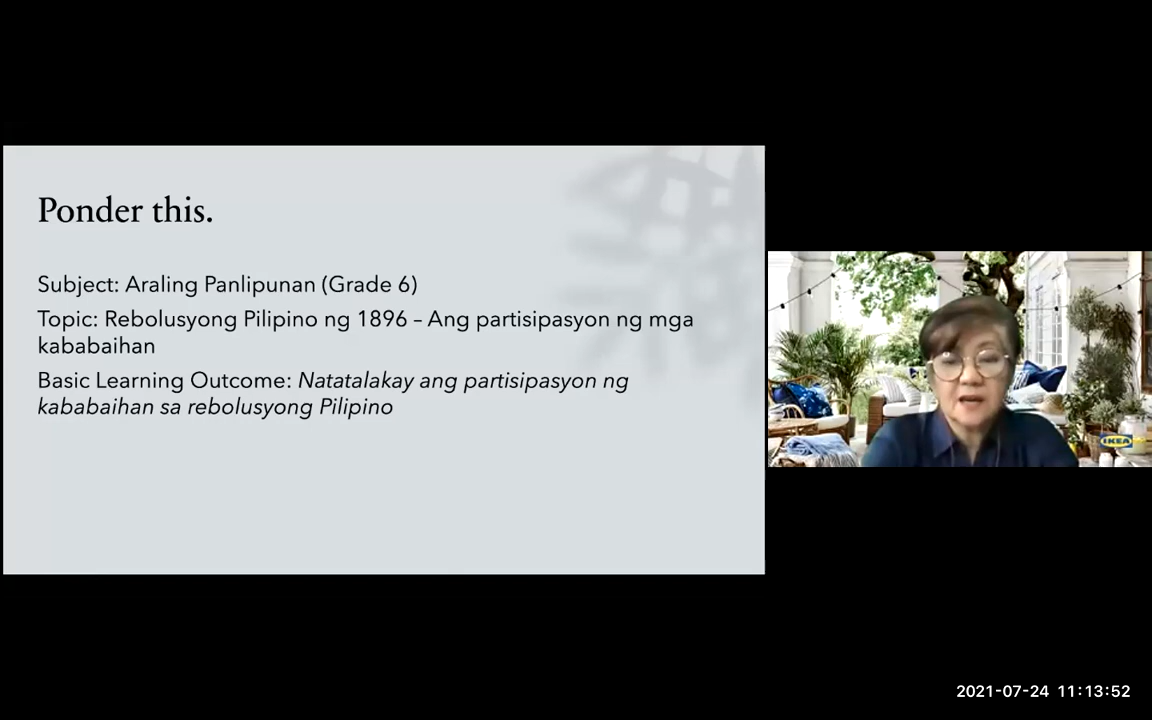 Ponder this.
Subject: Araling Panlipunan (Grade 6)
Topic: Rebolusyong Pilipino ng 1896 – Ang partisipasyon ng mga
kababaihan
Basic Learning Outcome: Natatalakay ang partisipasyon ng
kababaihan sa rebolusyong Pilipino
IKEA
2021-07-24 11:13:52